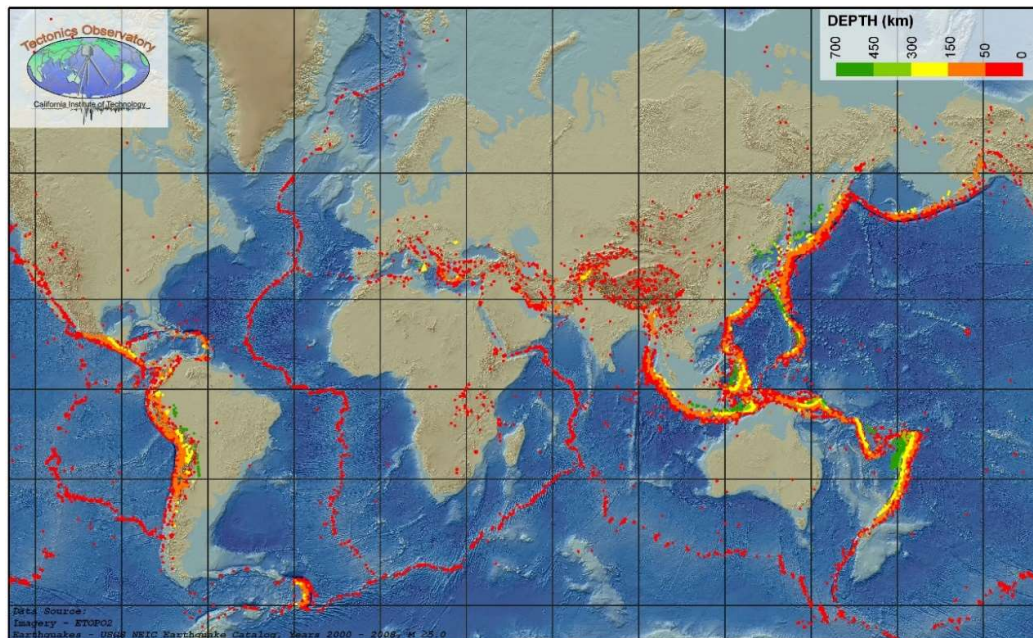 Tectonics Observatory
California Institute of Technology
DEPTH (km)
700
450
300
150
50
0
Data Source:
Imagery - ETOPO2
Earthquakes - USGS NEIC Earthquake Catalog, Years 2000 - 2008, M ≥5.0